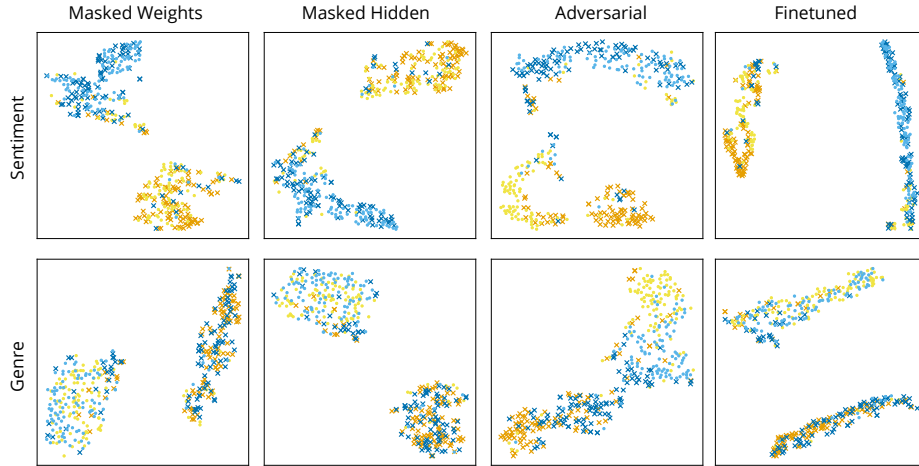 Masked Weights Masked Hidden Adversarial Finetuned
Sentiment
Genre